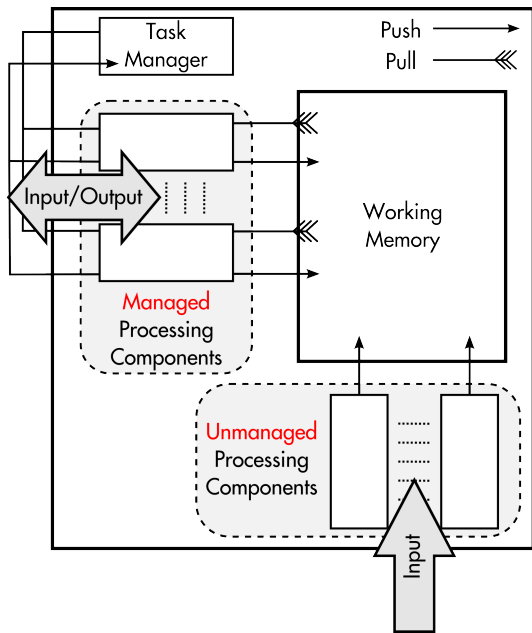 Task
Manager
Push
Pull
Input/Output
Working
Memory
Managed
Processing
Components
Unmanaged
Processing
Components
Input